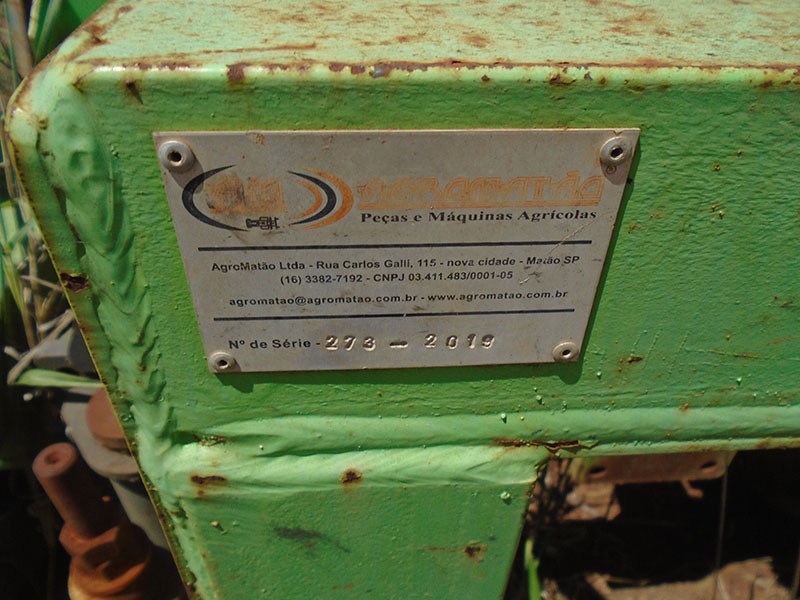 AGROMATÃO ®
Peças e Máquinas Agrícolas
AgroMatão Ltda - Rua Carlos Galli, 115 - nova cidade - Matão SP
(16) 3382-7192 - CNPJ 03.411.483/0001-05
agromatao@agromatao.com.br - www.agromatao.com.br
Nº de Série - 273 - 2019